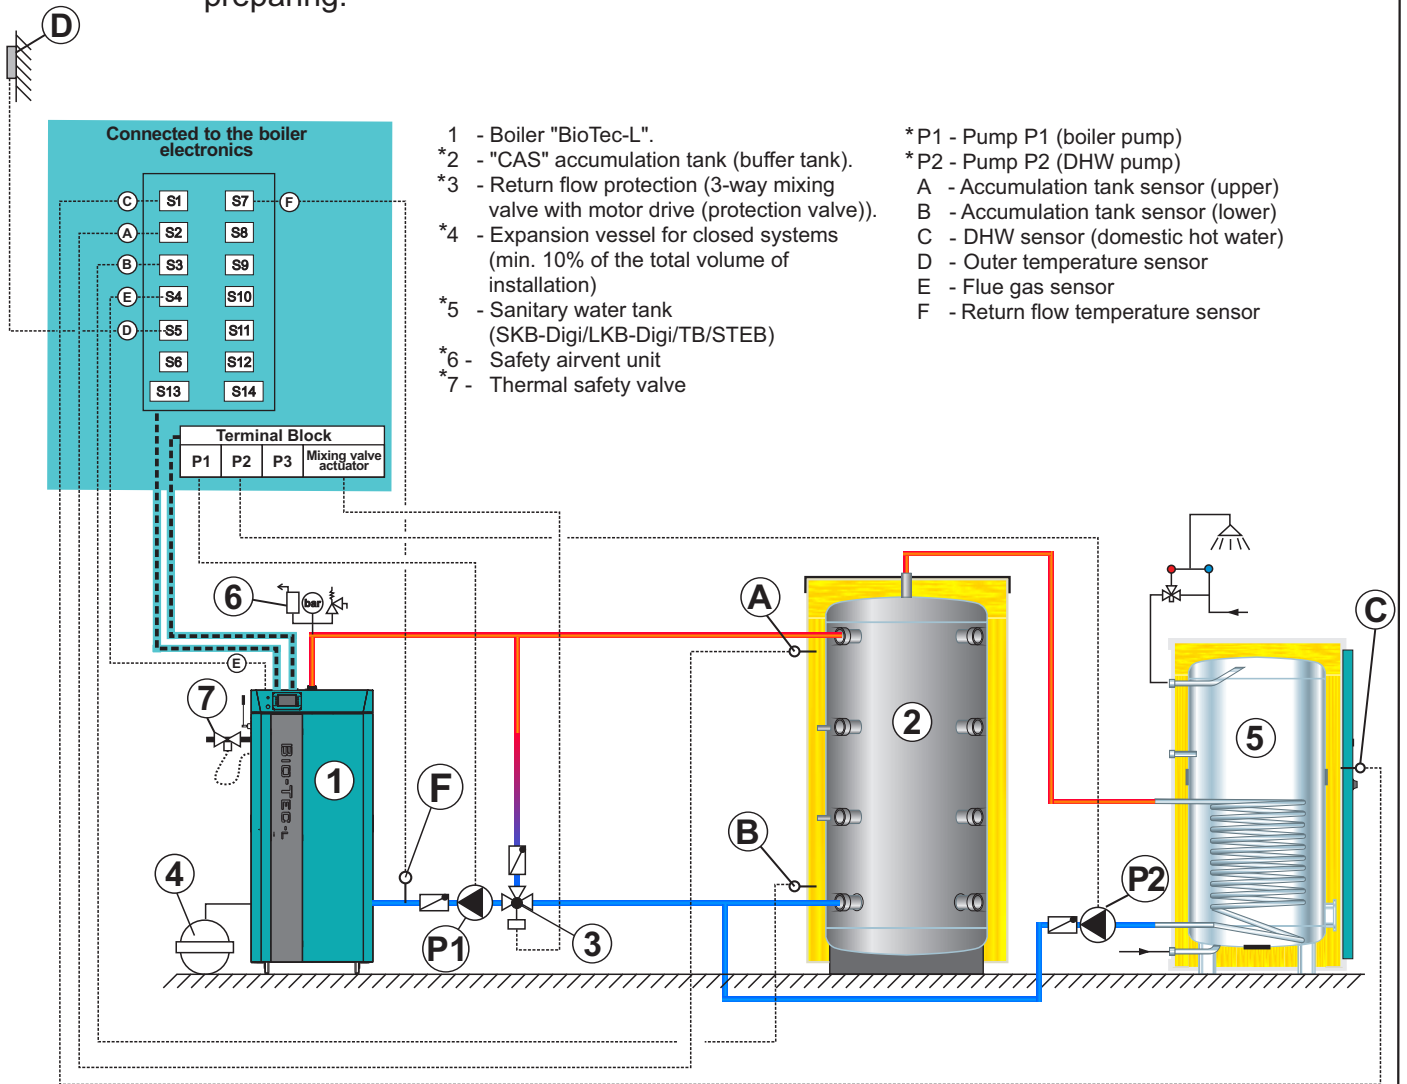 preparing.
D
Connected to the boiler
electronics
C S1 S7 F
A S2 S8
B S3 S9
E S4 S10
D S5 S11
S6 S12
S13 S14
Terminal Block
P1 P2 P3 Mixing valve
actuator
1 - Boiler "BioTec-L".
*2 - "CAS" accumulation tank (buffer tank).
*3 - Return flow protection (3-way mixing
valve with motor drive (protection valve)).
*4 - Expansion vessel for closed systems
(min. 10% of the total volume of
installation)
*5 - Sanitary water tank
(SKB-Digi/LKB-Digi/TB/STEB)
*6 - Safety airvent unit
*7 - Thermal safety valve
*P1 - Pump P1 (boiler pump)
*P2 - Pump P2 (DHW pump)
A - Accumulation tank sensor (upper)
B - Accumulation tank sensor (lower)
C - DHW sensor (domestic hot water)
D - Outer temperature sensor
E - Flue gas sensor
F - Return flow temperature sensor
6
bar
A
C
E
7
2
5
1
BIO-TEC-L
F
B
4
P2
P1
3